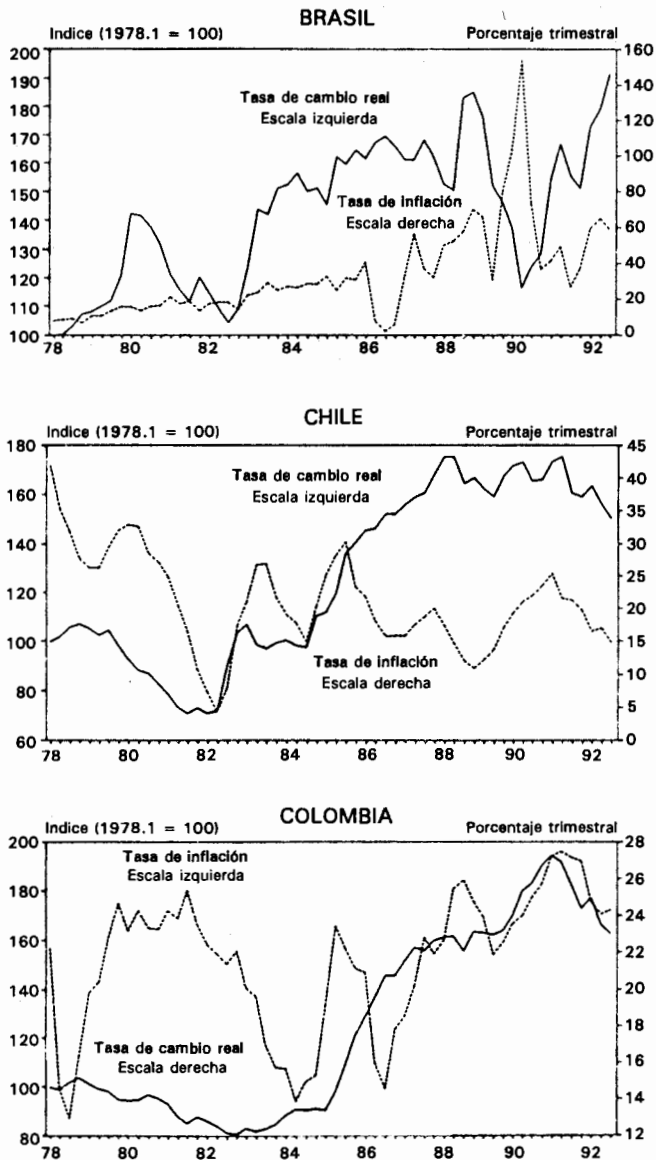 BRASIL
Indice (1978.1 = 100) Porcentaje trimestral
200 160
190
180 140
170 120
160 100
150 80
140 60
130
120 40
110 20
100 0
Tasa de cambio real
Escala izquierda
Tasa de inflación
Escala derecha
78 80 82 84 86 88 90 92
CHILE
Indice (1978.1 = 100) Porcentaje trimestral
180 45
160 40
35
140 30
120 25
20
100 15
80 10
5
60 0
Tasa de cambio real
Escala izquierda
Tasa de inflación
Escala derecha
78 80 82 84 86 88 90 92
COLOMBIA
Indice (1978.1 = 100) Porcentaje trimestral
200 28
180 26
24
160 22
140 20
120 18
16
100 14
80 12
Tasa de inflación
Escala izquierda
Tasa de cambio real
Escala derecha
78 80 82 84 86 88 90 92